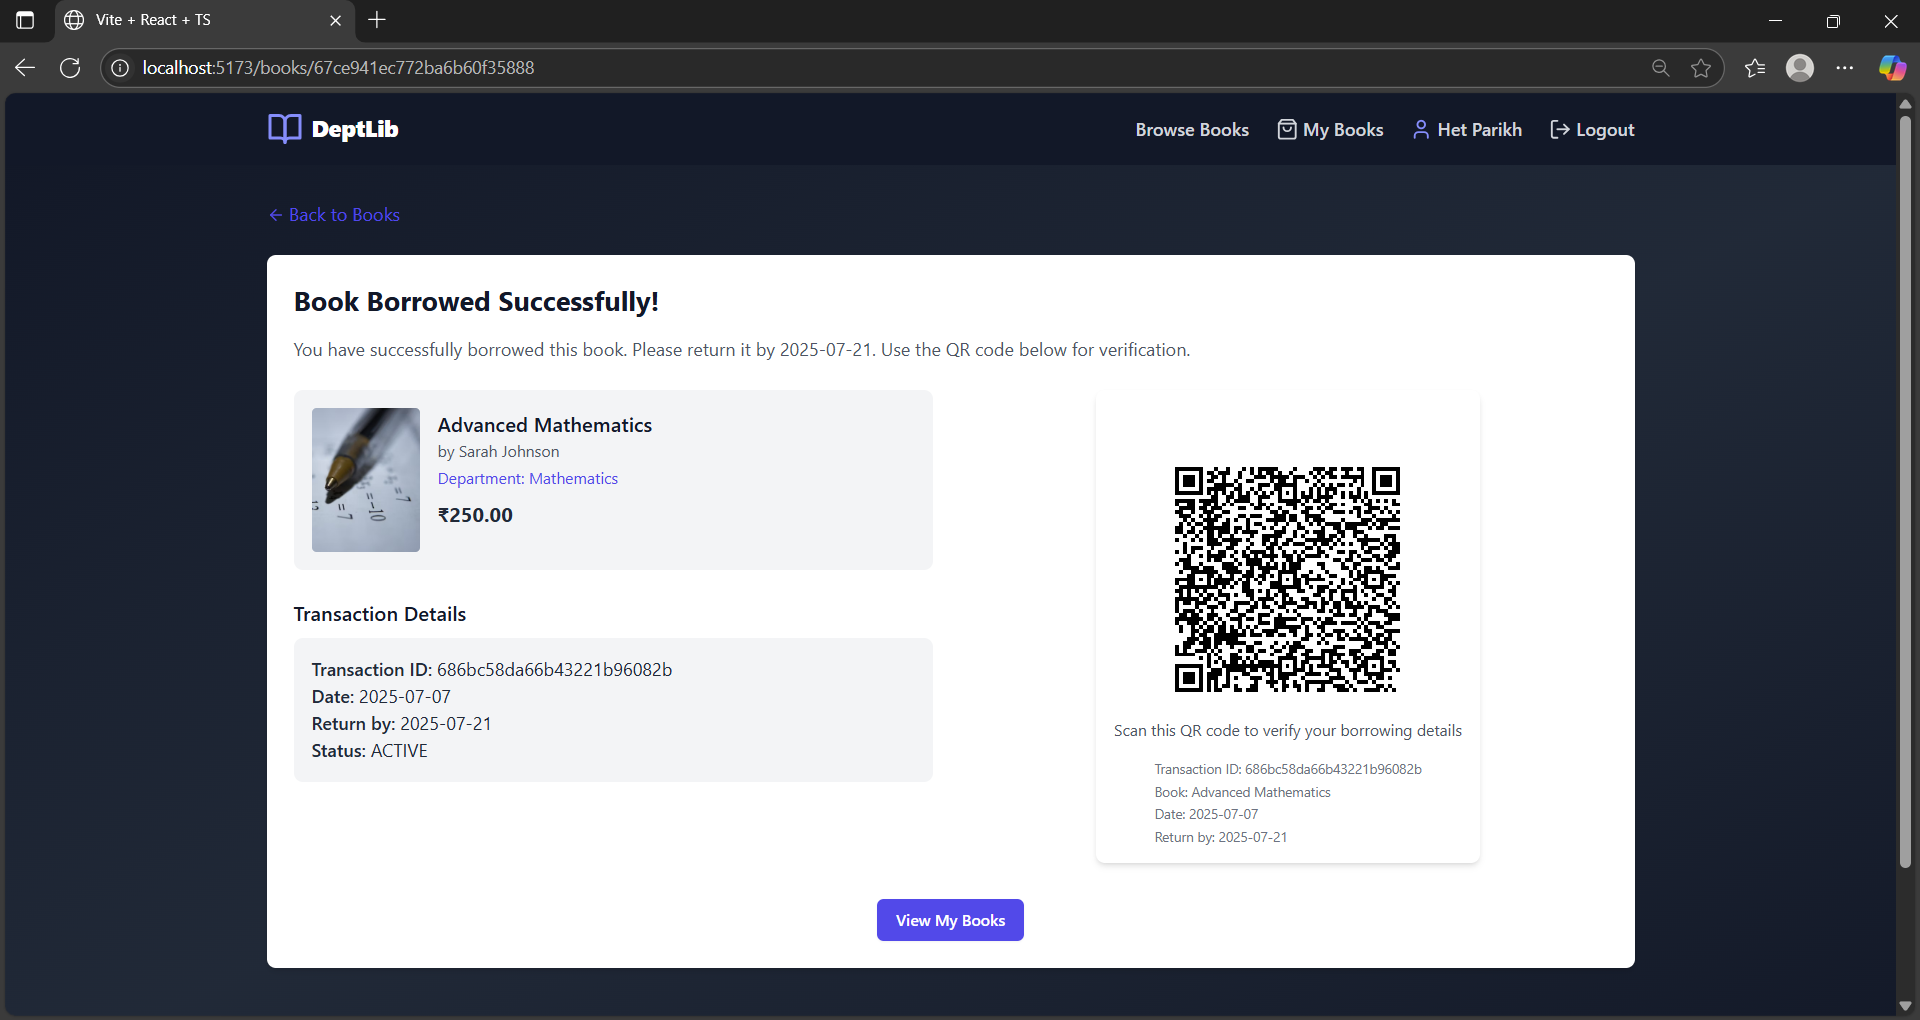 Vite + React + TS
localhost:5173/books/67ce941ec772ba6b60f35888
DeptLib
Browse Books
My Books
Het Parikh
Logout
← Back to Books
Book Borrowed Successfully!
You have successfully borrowed this book. Please return it by 2025-07-21. Use the QR code below for verification.
Advanced Mathematics
by Sarah Johnson
Department: Mathematics
₹250.00
Transaction Details
Transaction ID: 686bc58da66b43221b96082b
Date: 2025-07-07
Return by: 2025-07-21
Status: ACTIVE
Scan this QR code to verify your borrowing details
Transaction ID: 686bc58da66b43221b96082b
Book: Advanced Mathematics
Date: 2025-07-07
Return by: 2025-07-21
View My Books